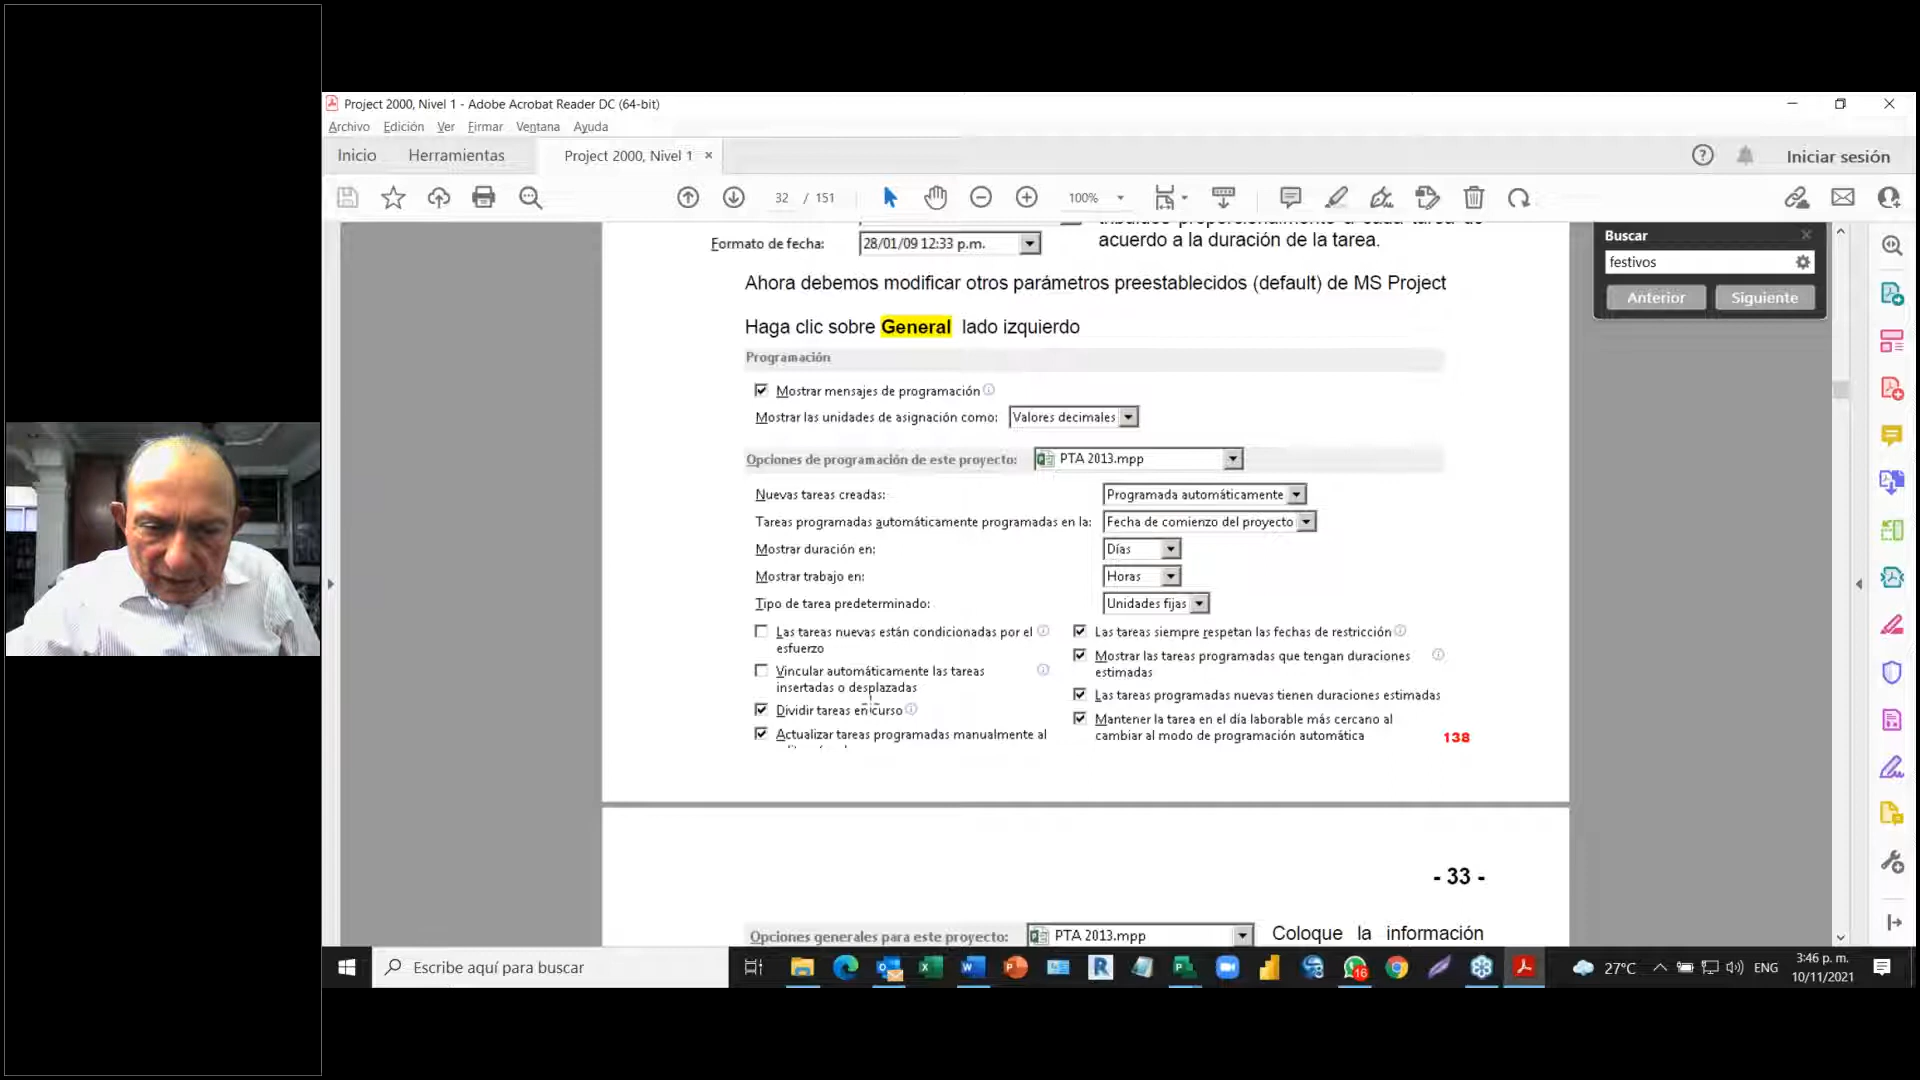 Project 2000, Nivel 1 - Adobe Acrobat Reader DC (64-bit)
Archivo Edición Ver Firmar Ventana Ayuda
Inicio Herramientas Project 2000, Nivel 1 × Iniciar sesión
32 / 151 100%
Formato de fecha: 28/01/09 12:33 p.m.
acuerdo a la duración de la tarea.
Ahora debemos modificar otros parámetros preestablecidos (default) de MS Project
Haga clic sobre General lado izquierdo
Programación
Mostrar mensajes de programación
Mostrar las unidades de asignación como: Valores decimales
Opciones de programación de este proyecto: PTA 2013.mpp
Nuevas tareas creadas: Programada automáticamente
Tareas programadas automáticamente programadas en la: Fecha de comienzo del proyecto
Mostrar duración en: Días
Mostrar trabajo en: Horas
Tipo de tarea predeterminado: Unidades fijas
Las tareas nuevas están condicionadas por el
esfuerzo
Vincular automáticamente las tareas
insertadas o desplazadas
Dividir tareas en curso
Actualizar tareas programadas manualmente al
Las tareas siempre respetan las fechas de restricción
Mostrar las tareas programadas que tengan duraciones
estimadas
Las tareas programadas nuevas tienen duraciones estimadas
Mantener la tarea en el día laborable más cercano al
cambiar al modo de programación automática
138
- 33 -
Opciones generales para este proyecto: PTA 2013.mpp Coloque la información
Buscar
festivos
Anterior Siguiente
Escribe aquí para buscar
16
27°C ENG
3:46 p. m.
10/11/2021